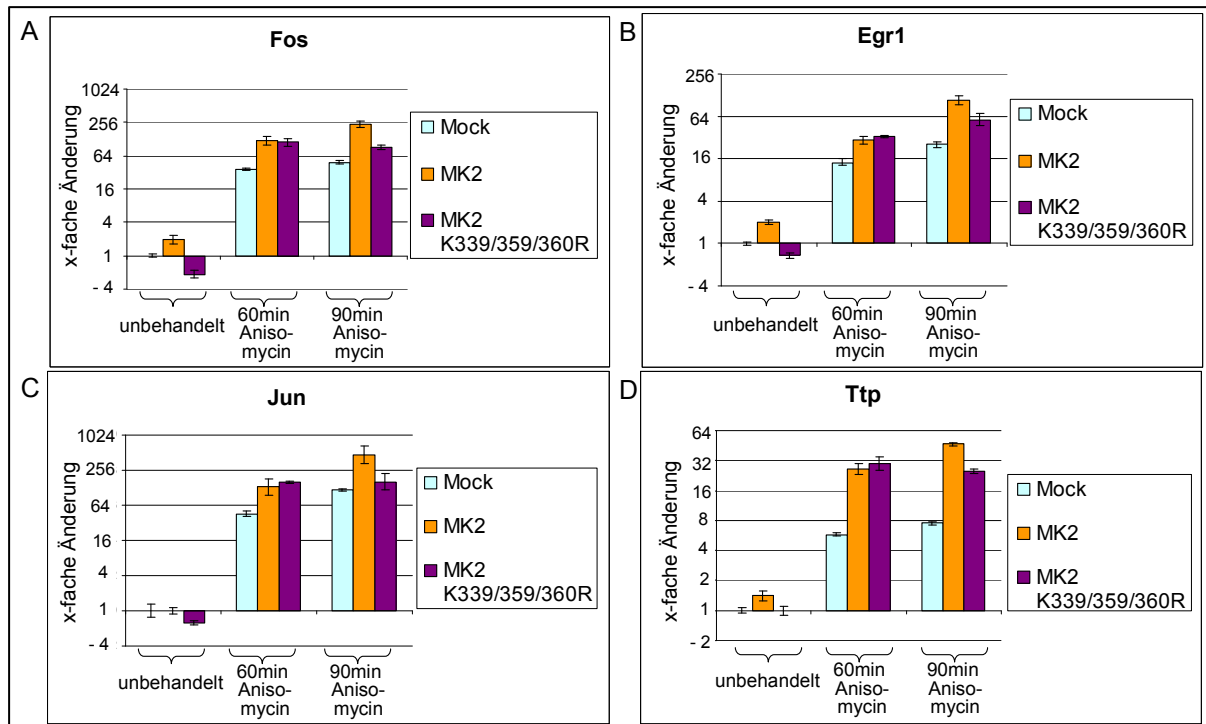 A
Fos
x-fache Änderung
1024
256
64
16
4
1
- 4
unbehandelt
60min
Aniso-
mycin
90min
Aniso-
mycin
Mock
MK2
MK2
K339/359/360R
B
Egr1
x-fache Änderung
256
64
16
4
1
- 4
unbehandelt
60min
Aniso-
mycin
90min
Aniso-
mycin
Mock
MK2
MK2
K339/359/360R
C
Jun
x-fache Änderung
1024
256
64
16
4
1
- 4
unbehandelt
60min
Aniso-
mycin
90min
Aniso-
mycin
Mock
MK2
MK2
K339/359/360R
D
Ttp
x-fache Änderung
64
32
16
8
4
2
1
- 2
unbehandelt
60min
Aniso-
mycin
90min
Aniso-
mycin
Mock
MK2
MK2
K339/359/360R